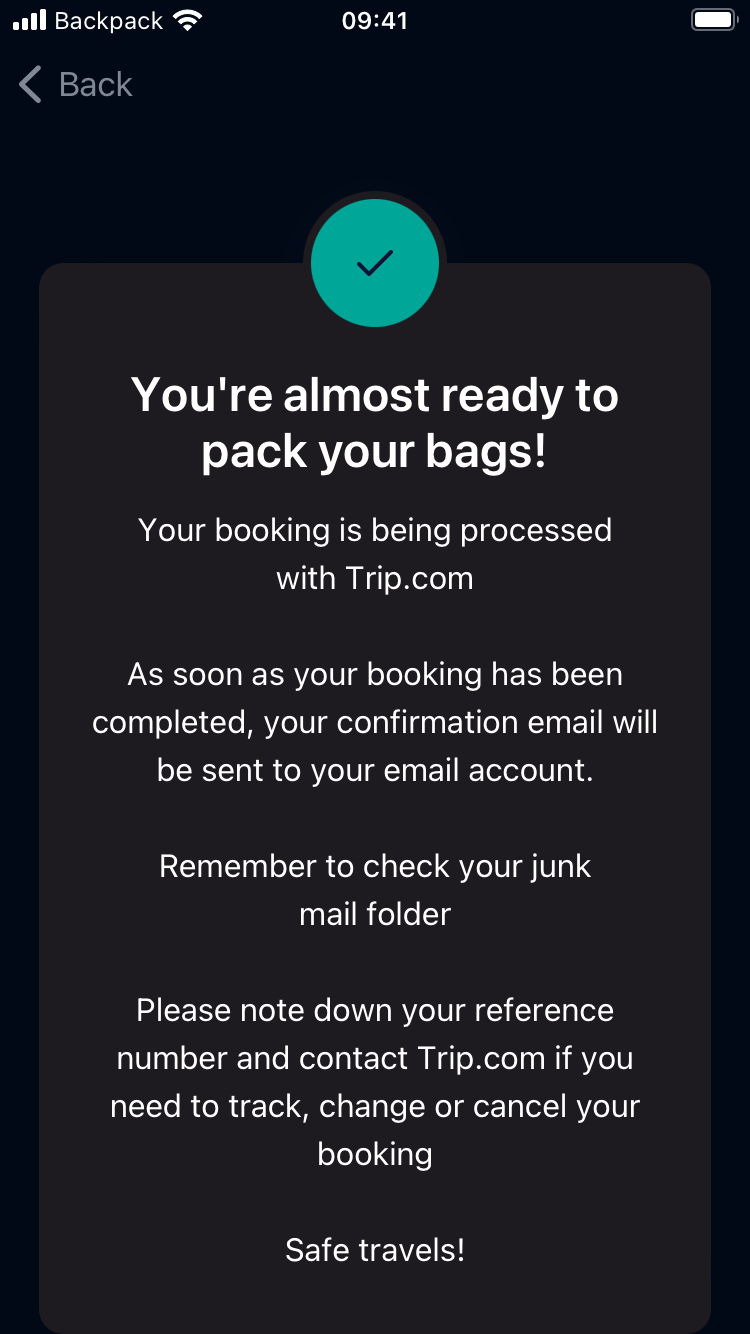 Backpack 09:41
Back
You're almost ready to
pack your bags!
Your booking is being processed
with Trip.com
As soon as your booking has been
completed, your confirmation email will
be sent to your email account.
Remember to check your junk
mail folder
Please note down your reference
number and contact Trip.com if you
need to track, change or cancel your
booking
Safe travels!